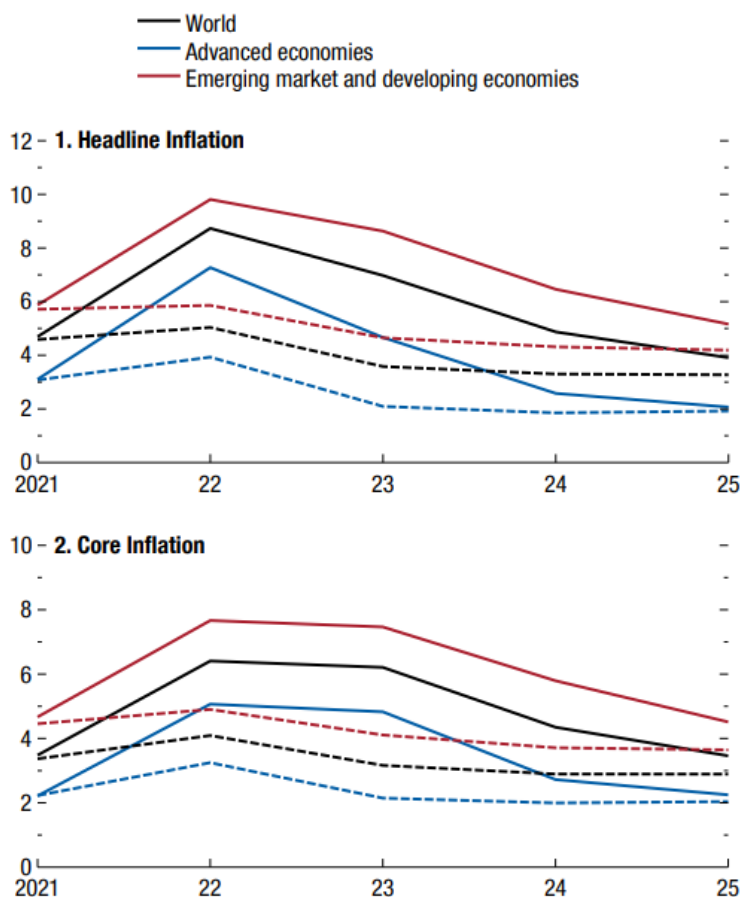 World
Advanced economies
Emerging market and developing economies
12
1. Headline Inflation
10
8
6
4
2
0
2021 22 23 24 25
10
2. Core Inflation
8
6
4
2
0
2021 22 23 24 25